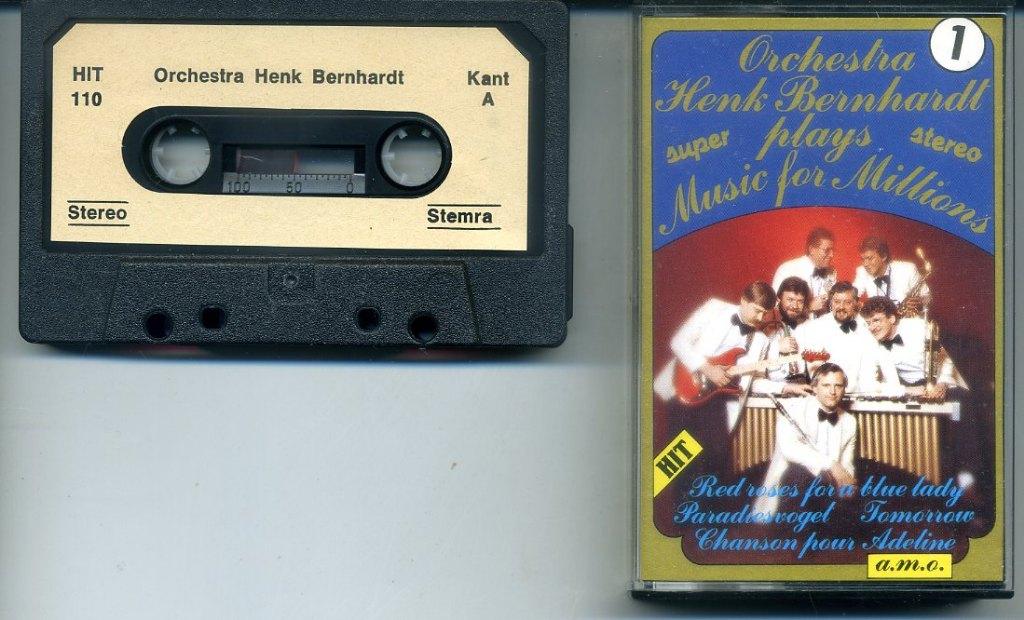 HIT Orchestra Henk Bernhardt Kant
110 A
100 50 0
Stereo Stemra
1
Orchestra
Henk Bernhardt
super plays stereo
Music for Millions
HIT
Red roses for a blue lady
Paradiesvogel Tomorrow
Chanson pour Adeline
a.m.o.